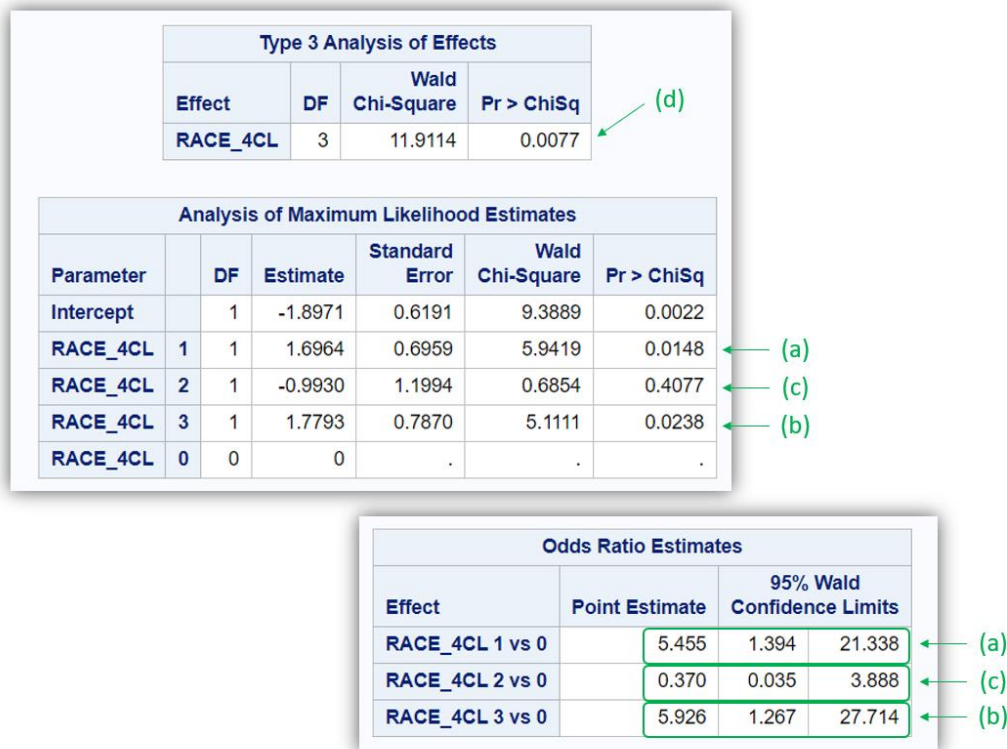 Type 3 Analysis of Effects
Effect DF Wald Chi-Square Pr > ChiSq
RACE_4CL 3 11.9114 0.0077
(d)
Analysis of Maximum Likelihood Estimates
Parameter DF Estimate Standard Error Wald Chi-Square Pr > ChiSq
Intercept 1 -1.8971 0.6191 9.3889 0.0022
RACE_4CL 1 1 1.6964 0.6959 5.9419 0.0148 (a)
RACE_4CL 2 1 -0.9930 1.1994 0.6854 0.4077 (c)
RACE_4CL 3 1 1.7793 0.7870 5.1111 0.0238 (b)
RACE_4CL 0 0 0 . . .
Odds Ratio Estimates
Effect Point Estimate 95% Wald Confidence Limits
RACE_4CL 1 vs 0 5.455 1.394 21.338 (a)
RACE_4CL 2 vs 0 0.370 0.035 3.888 (c)
RACE_4CL 3 vs 0 5.926 1.267 27.714 (b)